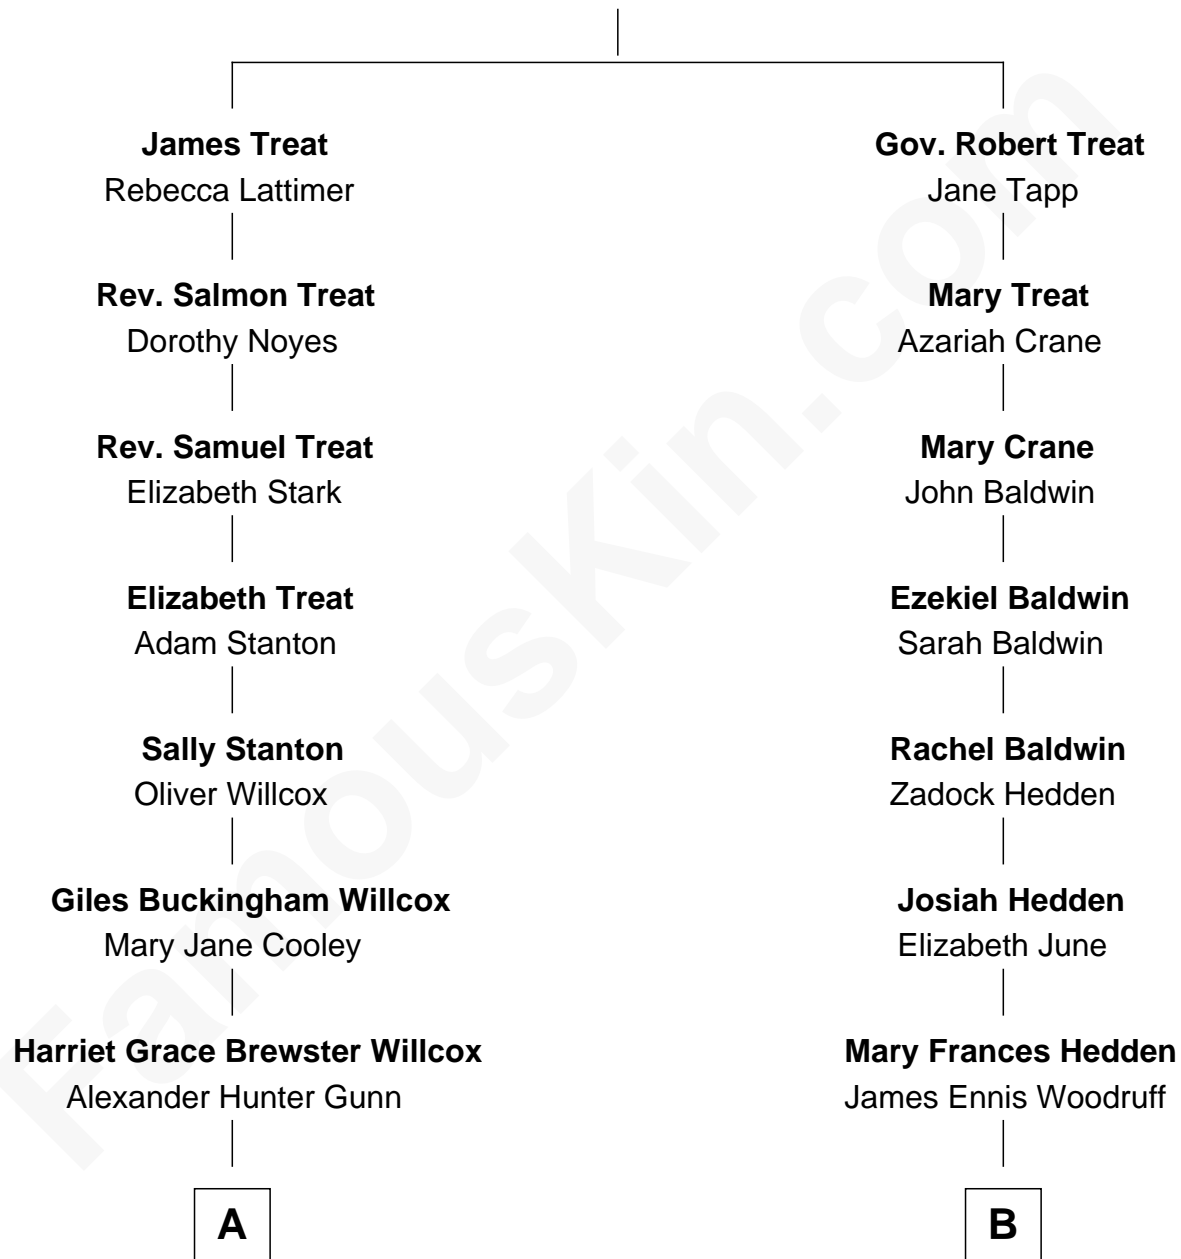 James Treat
Rebecca Lattimer
Rev. Salmon Treat
Dorothy Noyes
Rev. Samuel Treat
Elizabeth Stark
Elizabeth Treat
Adam Stanton
Sally Stanton
Oliver Willcox
Giles Buckingham Willcox
Mary Jane Cooley
Harriet Grace Brewster Willcox
Alexander Hunter Gunn
A
Gov. Robert Treat
Jane Tapp
Mary Treat
Azariah Crane
Mary Crane
John Baldwin
Ezekiel Baldwin
Sarah Baldwin
Rachel Baldwin
Zadock Hedden
Josiah Hedden
Elizabeth June
Mary Frances Hedden
James Ennis Woodruff
B
FamousKin.com